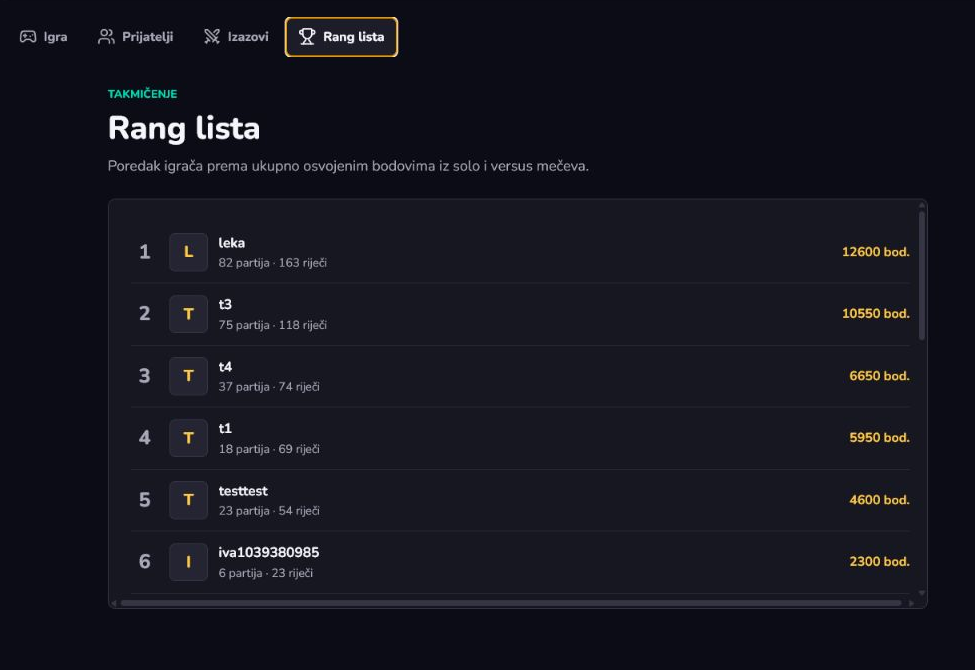 Igra Prijatelji Izazovi Rang lista
TAKMIČENJE
Rang lista
Poredak igrača prema ukupno osvojenim bodovima iz solo i versus mečeva.
1 L leka 12600 bod.
82 partija · 163 riječi
2 T t3 10550 bod.
75 partija · 118 riječi
3 T t4 6650 bod.
37 partija · 74 riječi
4 T t1 5950 bod.
18 partija · 69 riječi
5 T testtest 4600 bod.
23 partija · 54 riječi
6 I iva1039380985 2300 bod.
6 partija · 23 riječi